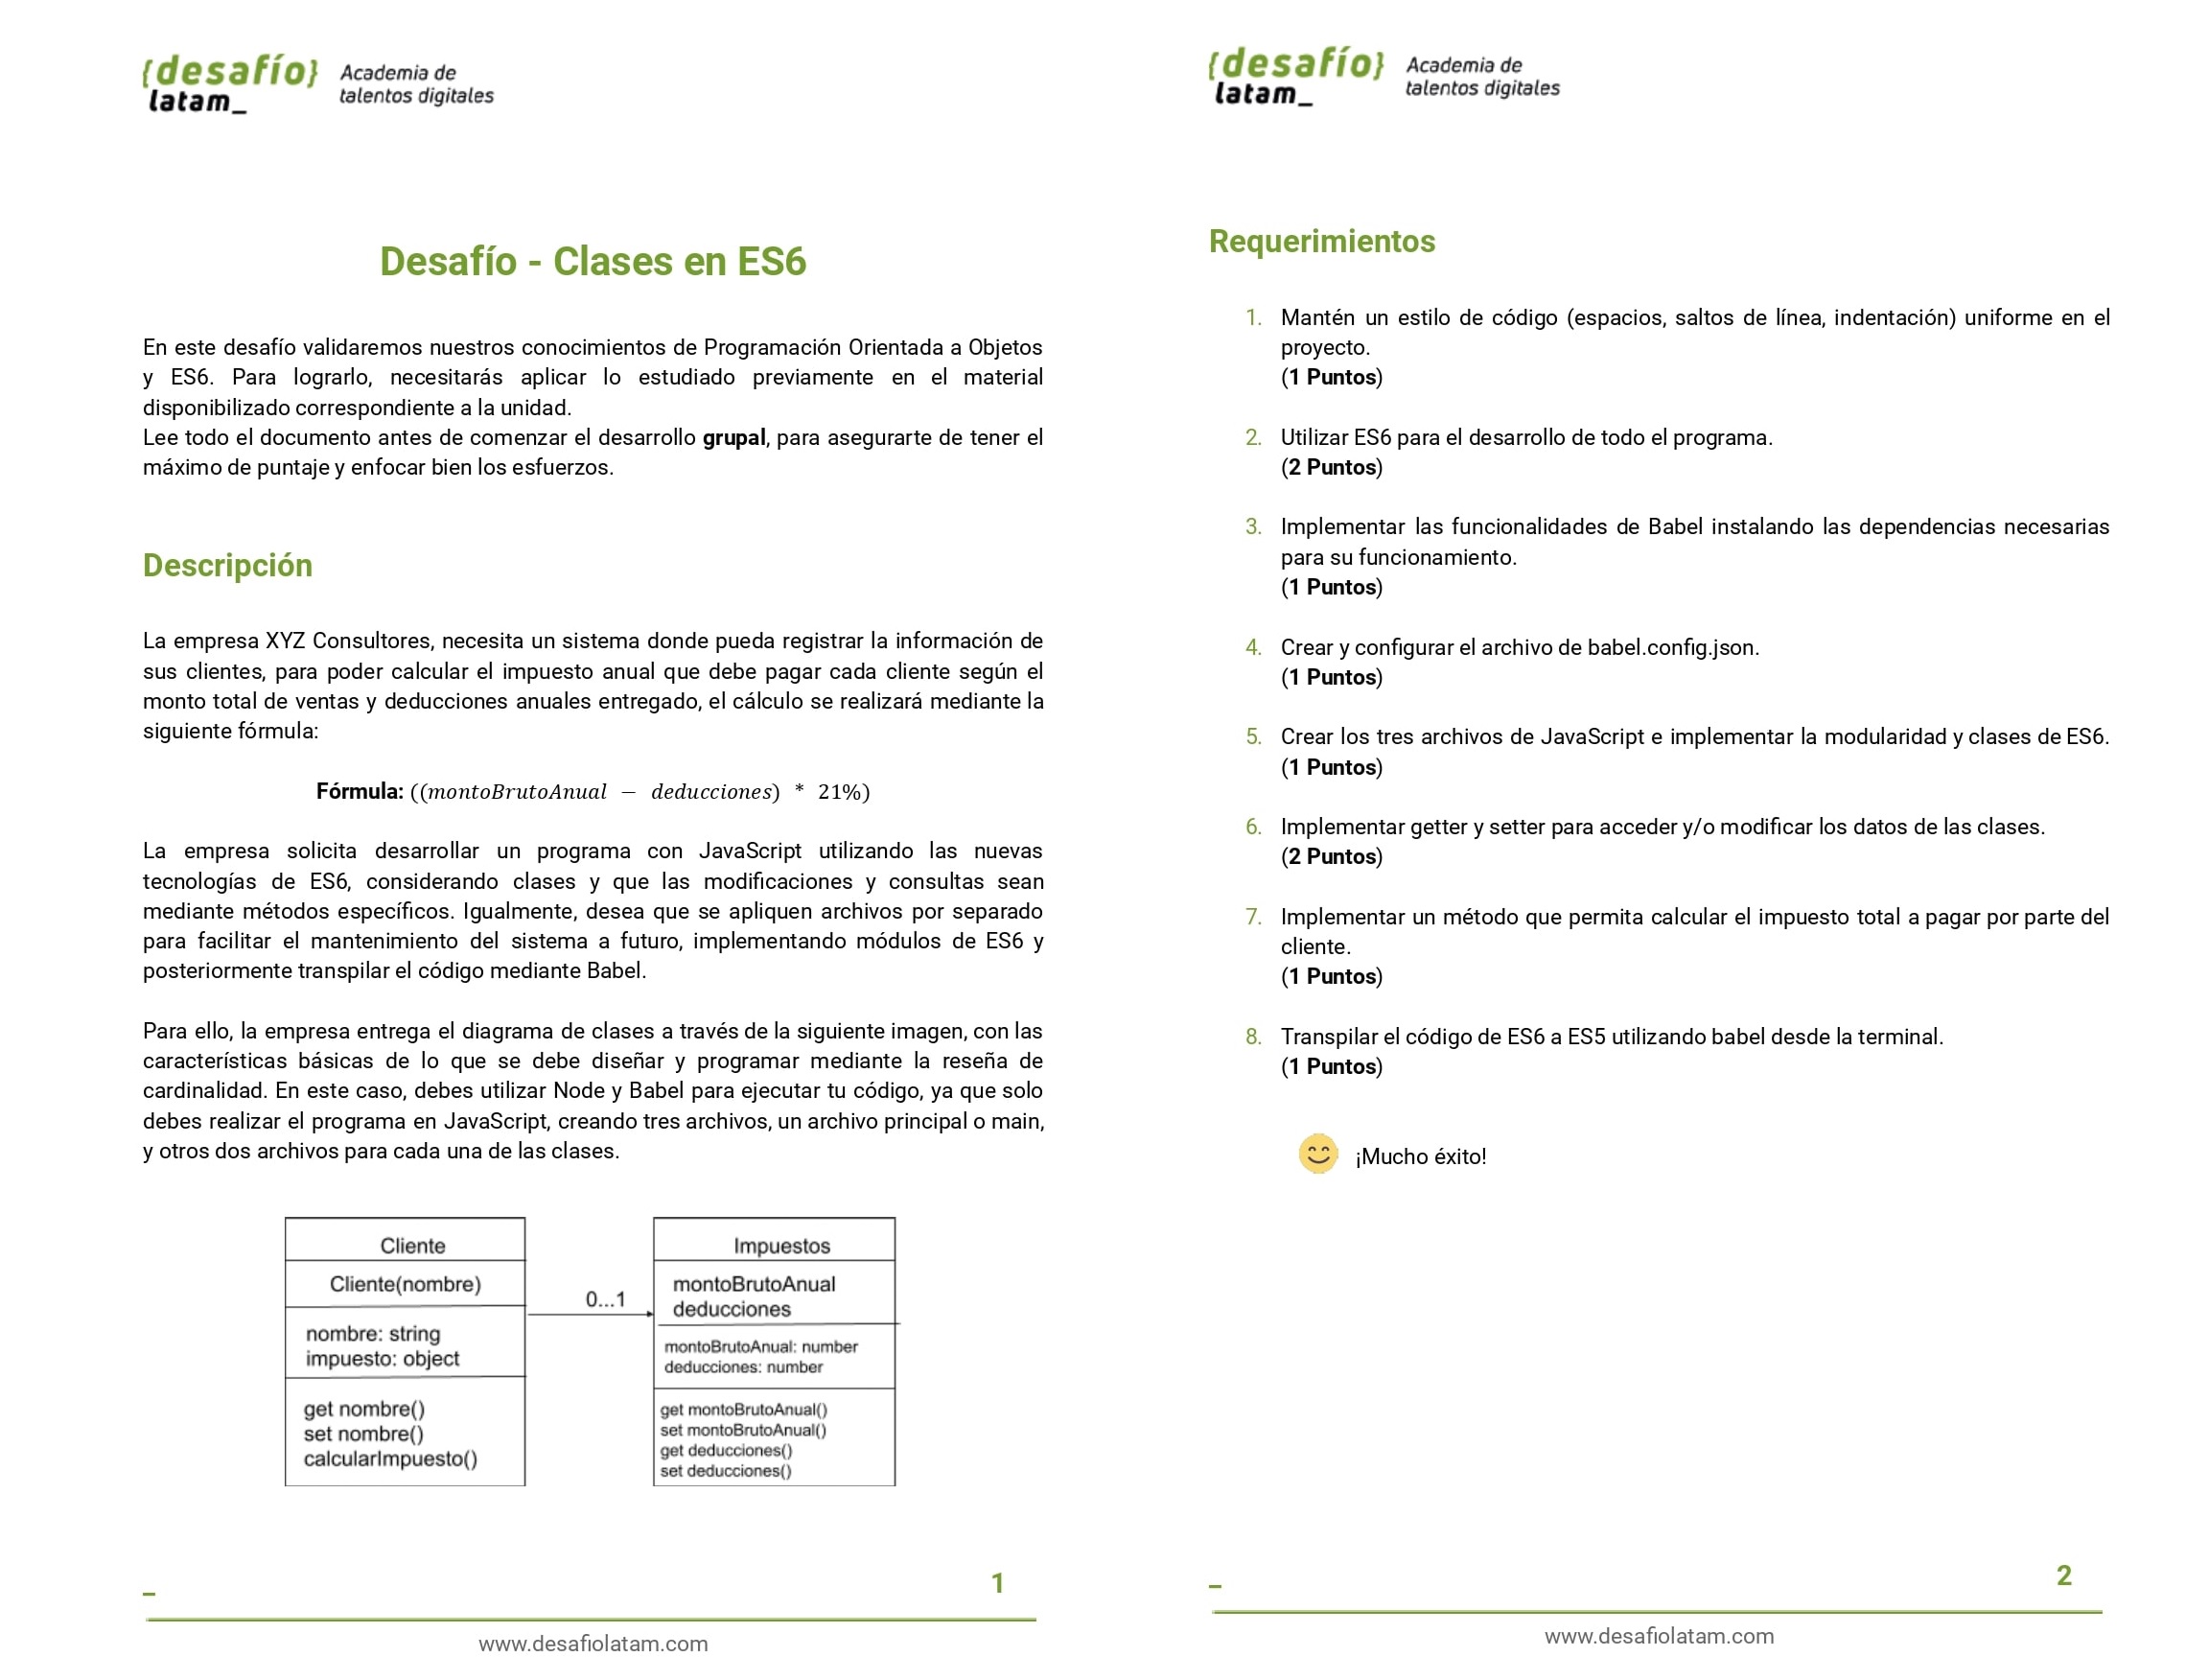 {desafío}
latam_
Academia de
talentos digitales
Desafío - Clases en ES6
En este desafío validaremos nuestros conocimientos de Programación Orientada a Objetos
y ES6. Para lograrlo, necesitarás aplicar lo estudiado previamente en el material
disponibilizado correspondiente a la unidad.
Lee todo el documento antes de comenzar el desarrollo grupal, para asegurarte de tener el
máximo de puntaje y enfocar bien los esfuerzos.
Descripción
La empresa XYZ Consultores, necesita un sistema donde pueda registrar la información de
sus clientes, para poder calcular el impuesto anual que debe pagar cada cliente según el
monto total de ventas y deducciones anuales entregado, el cálculo se realizará mediante la
siguiente fórmula:
Fórmula: ((montoBrutoAnual − deducciones) * 21%)
La empresa solicita desarrollar un programa con JavaScript utilizando las nuevas
tecnologías de ES6, considerando clases y que las modificaciones y consultas sean
mediante métodos específicos. Igualmente, desea que se apliquen archivos por separado
para facilitar el mantenimiento del sistema a futuro, implementando módulos de ES6 y
posteriormente transpilar el código mediante Babel.
Para ello, la empresa entrega el diagrama de clases a través de la siguiente imagen, con las
características básicas de lo que se debe diseñar y programar mediante la reseña de
cardinalidad. En este caso, debes utilizar Node y Babel para ejecutar tu código, ya que solo
debes realizar el programa en JavaScript, creando tres archivos, un archivo principal o main,
y otros dos archivos para cada una de las clases.
Cliente
Cliente(nombre)
nombre: string
impuesto: object
get nombre()
set nombre()
calcularImpuesto()
0...1
Impuestos
montoBrutoAnual
deducciones
montoBrutoAnual: number
deducciones: number
get montoBrutoAnual()
set montoBrutoAnual()
get deducciones()
set deducciones()
_
1
www.desafiolatam.com
{desafío}
latam_
Academia de
talentos digitales
Requerimientos
1. Mantén un estilo de código (espacios, saltos de línea, indentación) uniforme en el
proyecto.
(1 Puntos)
2. Utilizar ES6 para el desarrollo de todo el programa.
(2 Puntos)
3. Implementar las funcionalidades de Babel instalando las dependencias necesarias
para su funcionamiento.
(1 Puntos)
4. Crear y configurar el archivo de babel.config.json.
(1 Puntos)
5. Crear los tres archivos de JavaScript e implementar la modularidad y clases de ES6.
(1 Puntos)
6. Implementar getter y setter para acceder y/o modificar los datos de las clases.
(2 Puntos)
7. Implementar un método que permita calcular el impuesto total a pagar por parte del
cliente.
(1 Puntos)
8. Transpilar el código de ES6 a ES5 utilizando babel desde la terminal.
(1 Puntos)
¡Mucho éxito!
_
2
www.desafiolatam.com